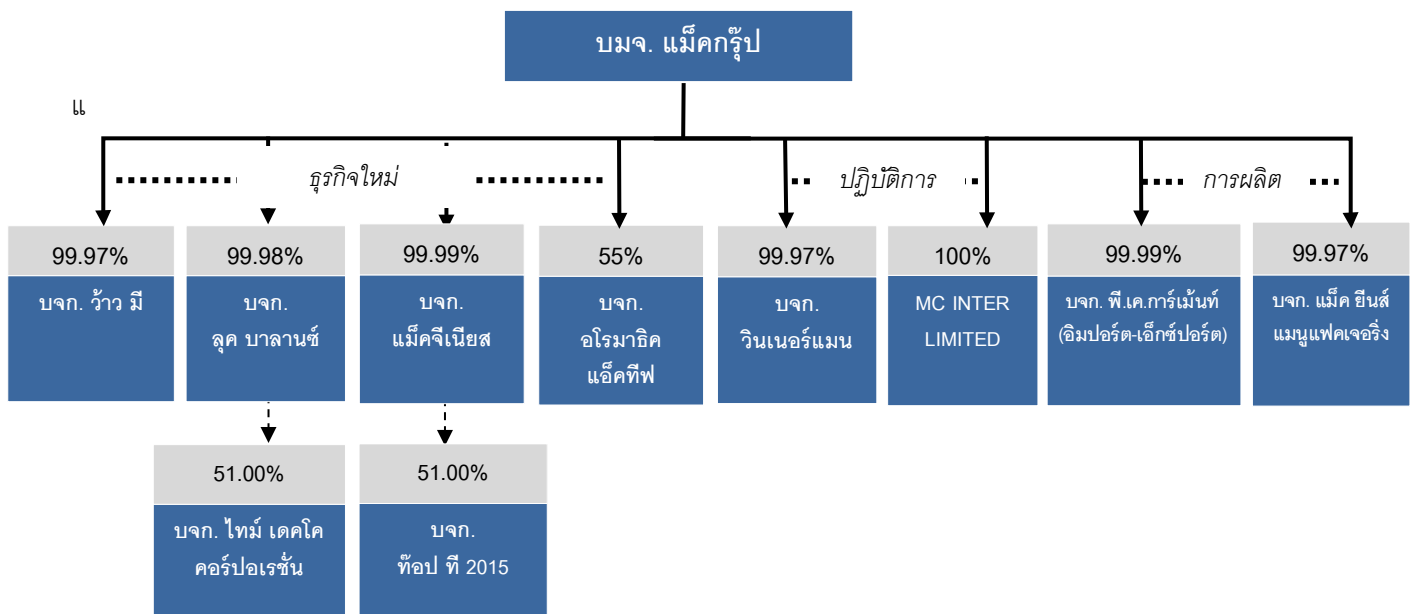 บมจ. แม็คกรุ๊ป
แ
ธุรกิจใหม่
ปฏิบัติการ
การผลิต
99.97%
บจก. ว้าว มี
99.98%
บจก.
ลุค บาลานซ์
99.99%
บจก.
แม็คจีเนียส
55%
บจก.
อโรมาธิค
แอ็คทีฟ
99.97%
บจก.
วินเนอร์แมน
100%
MC INTER
LIMITED
99.99%
บจก. พี.เค.การ์เม้นท์
(อิมปอร์ต-เอ็กซ์ปอร์ต)
99.97%
บจก. แม็ค ยีนส์
แมนูแฟคเจอริ่ง
51.00%
บจก. ไทม์ เดคโค
คอร์ปอเรชั่น
51.00%
บจก.
ท๊อป ที 2015